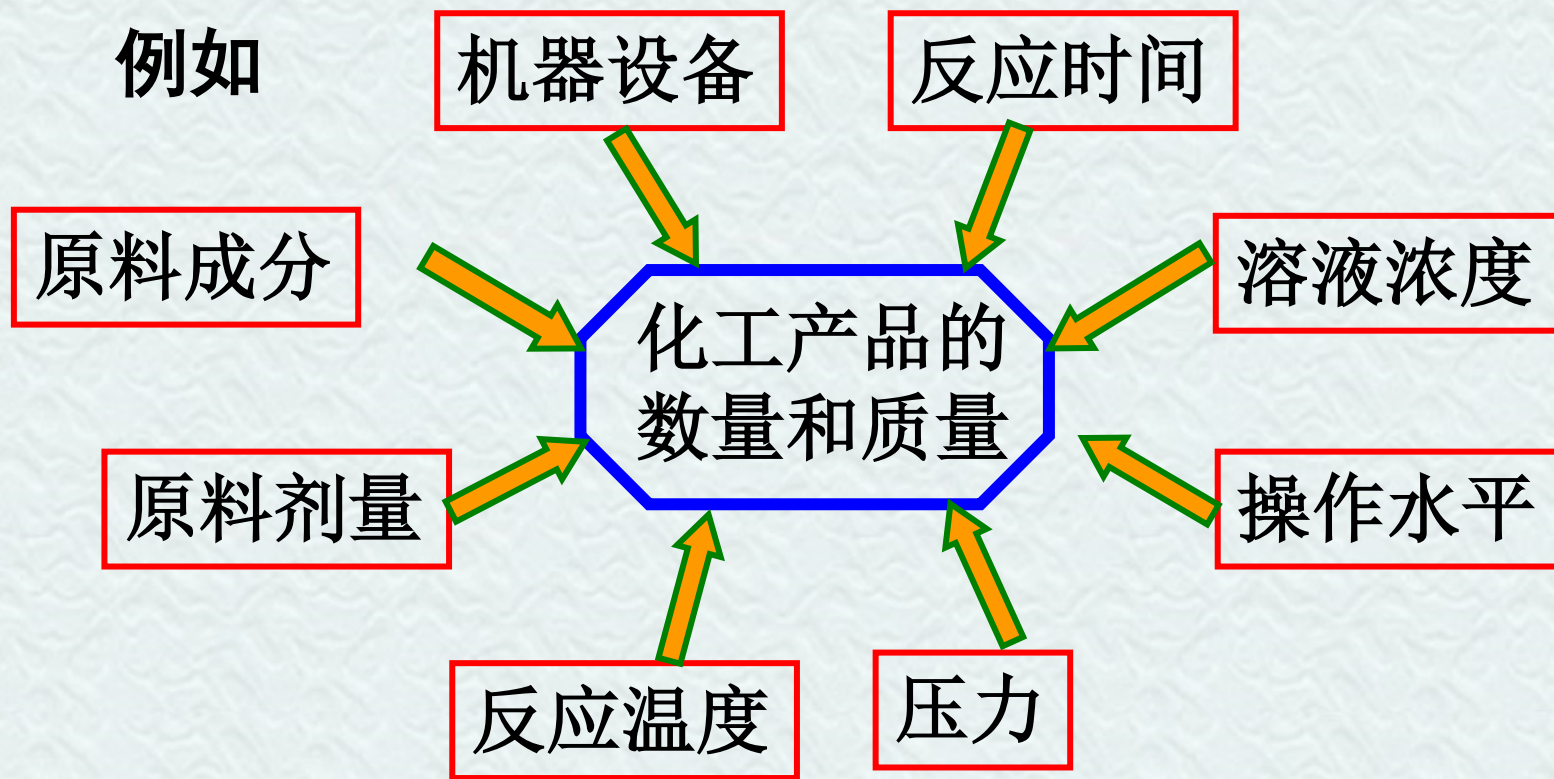 例如
机器设备
反应时间
原料成分
溶液浓度
化工产品的
数量和质量
原料剂量
操作水平
反应温度
压力